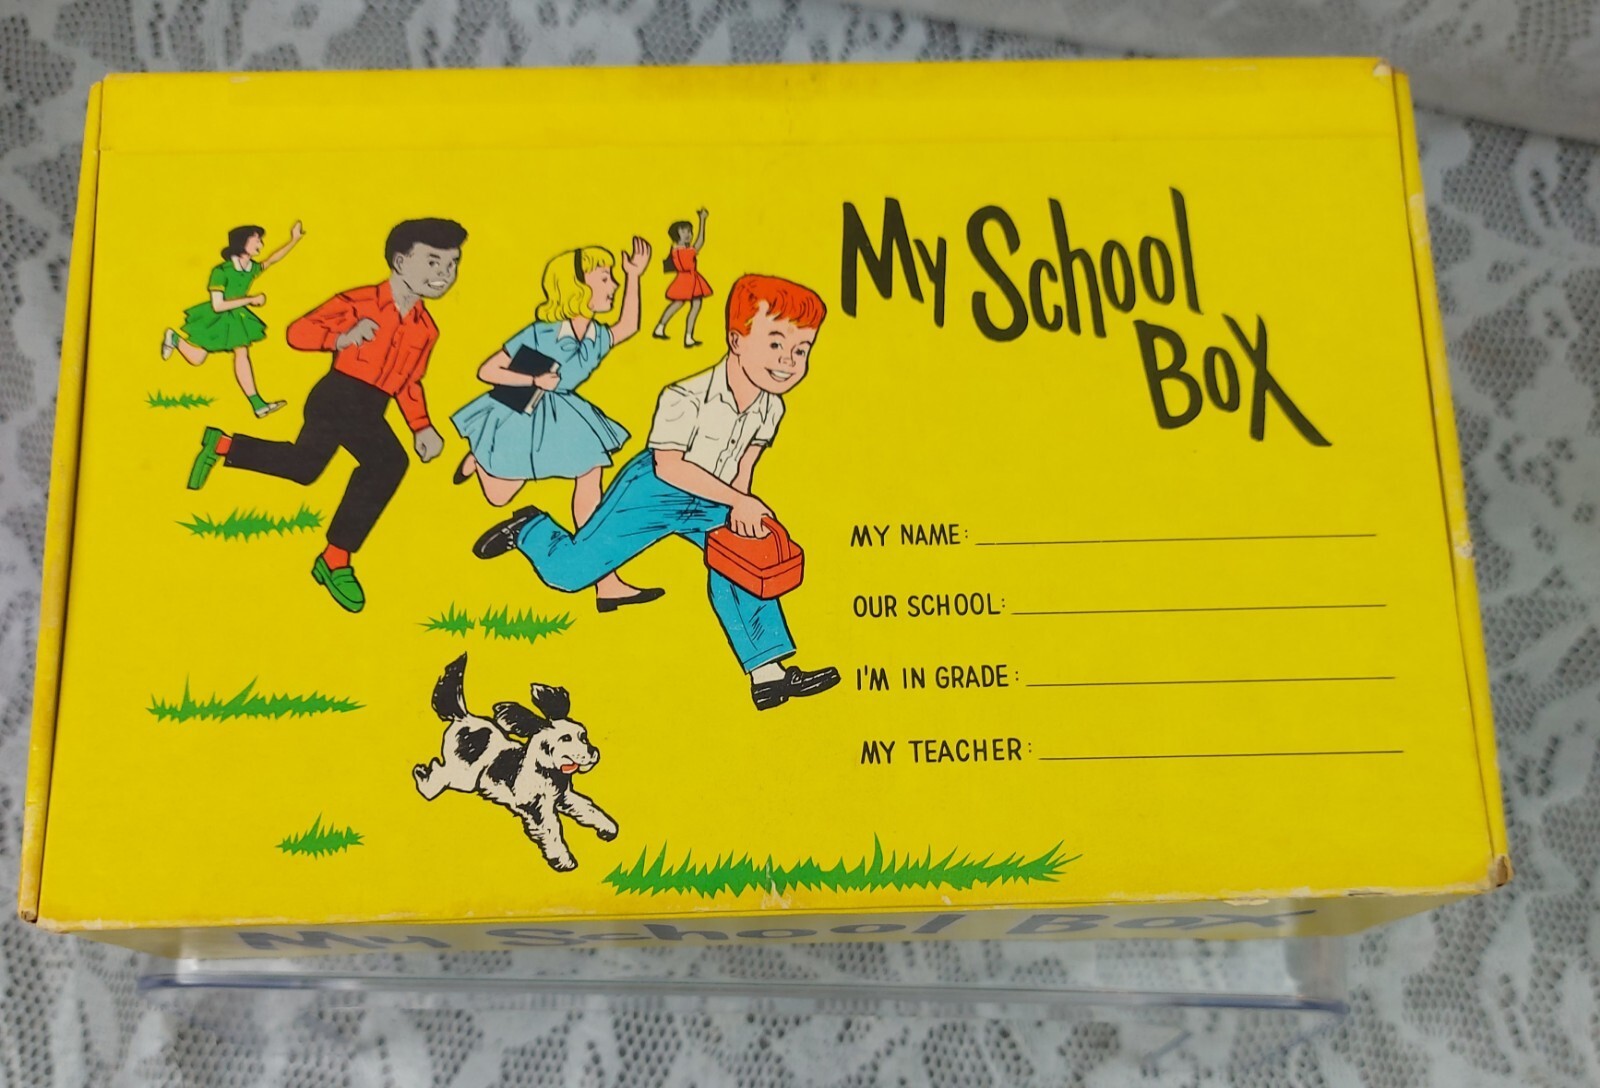 My School
Box
MY NAME:
OUR SCHOOL:
I'M IN GRADE:
MY TEACHER:
My School Box